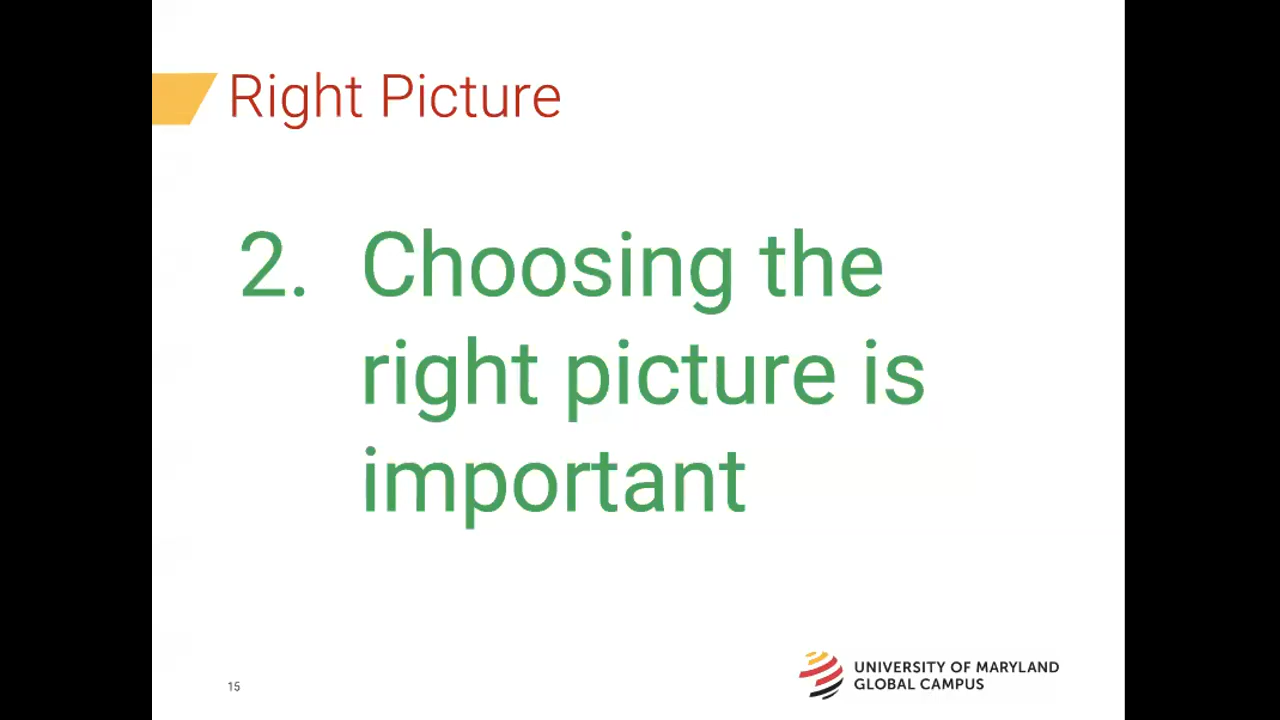 Right Picture
2. Choosing the
right picture is
important
15
UNIVERSITY OF MARYLAND
GLOBAL CAMPUS